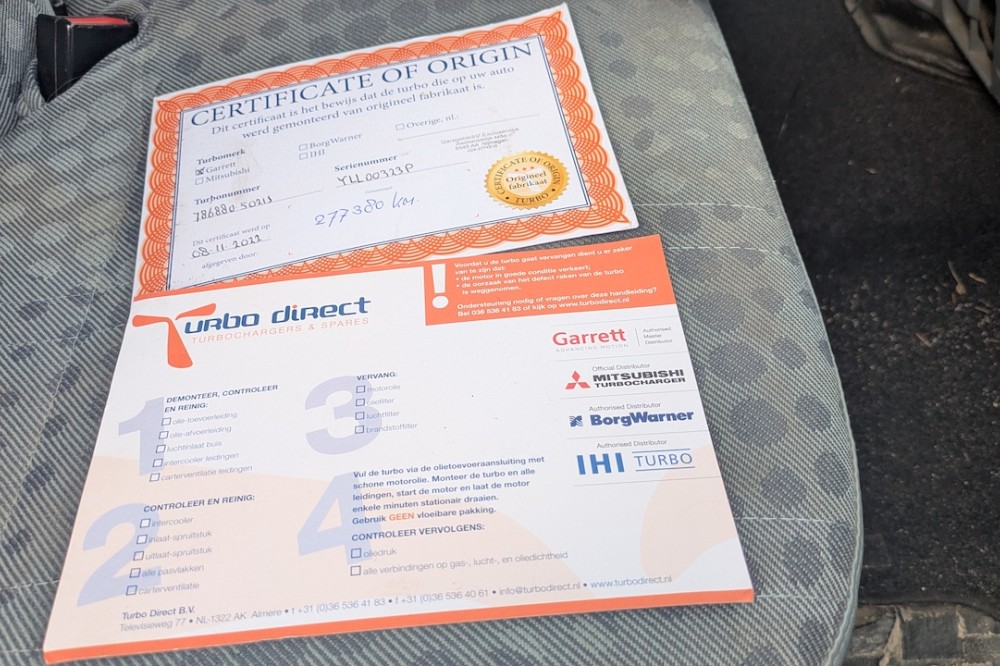 CERTIFICATE OF ORIGIN
Dit certificaat is het bewijs dat de turbo die op uw auto
werd gemonteerd van origineel fabrikaat is.
Turbomerk
Garrett
Mitsubishi
BorgWarner
IHI
Overige, nl.:
Turbonummer
786880 5021S
Serienummer
YLL00323P
Dit certificaat werd op
08-11-2022
afgegeven door:
277380 km.
CERTIFICATE OF ORIGIN
Origineel
fabrikaat
TURBO
Turbo direct
TURBOCHARGERS & SPARES
!
Voordat u de turbo gaat vervangen dient u er zeker
van te zijn dat:
• de motor in goede conditie verkeert;
• de oorzaak van het defect raken van de turbo
is weggenomen.
Ondersteuning nodig of vragen over deze handleiding?
Bel 036 536 41 83 of kijk op www.turbodirect.nl
Garrett
ADVANCING MOTION
Authorised
Master
Distributor
Official Distributor
MITSUBISHI
TURBOCHARGER
Authorised Distributor
BorgWarner
Authorised Distributor
IHI TURBO
1
DEMONTEER, CONTROLEER
EN REINIG:
olie-toevoerleiding
olie-afvoerleiding
luchtinlaat buis
intercooler leidingen
carterventilatie leidingen
2
CONTROLEER EN REINIG:
intercooler
inlaat-spruitstuk
uitlaat-spruitstuk
alle pasvlakken
carterventilatie
3
VERVANG:
motorolie
oliefilter
luchtfilter
brandstoffilter
4
Vul de turbo via de olietoevoeraansluiting met
schone motorolie. Monteer de turbo en alle
leidingen, start de motor en laat de motor
enkele minuten stationair draaien.
Gebruik GEEN vloeibare pakking.
CONTROLEER VERVOLGENS:
oliedruk
alle verbindingen op gas-, lucht-, en oliedichtheid
Turbo Direct B.V.
Televisieweg 77 • NL-1322 AK Almere • t +31 (0)36 536 41 83 • f +31 (0)36 536 40 61 • info@turbodirect.nl • www.turbodirect.nl